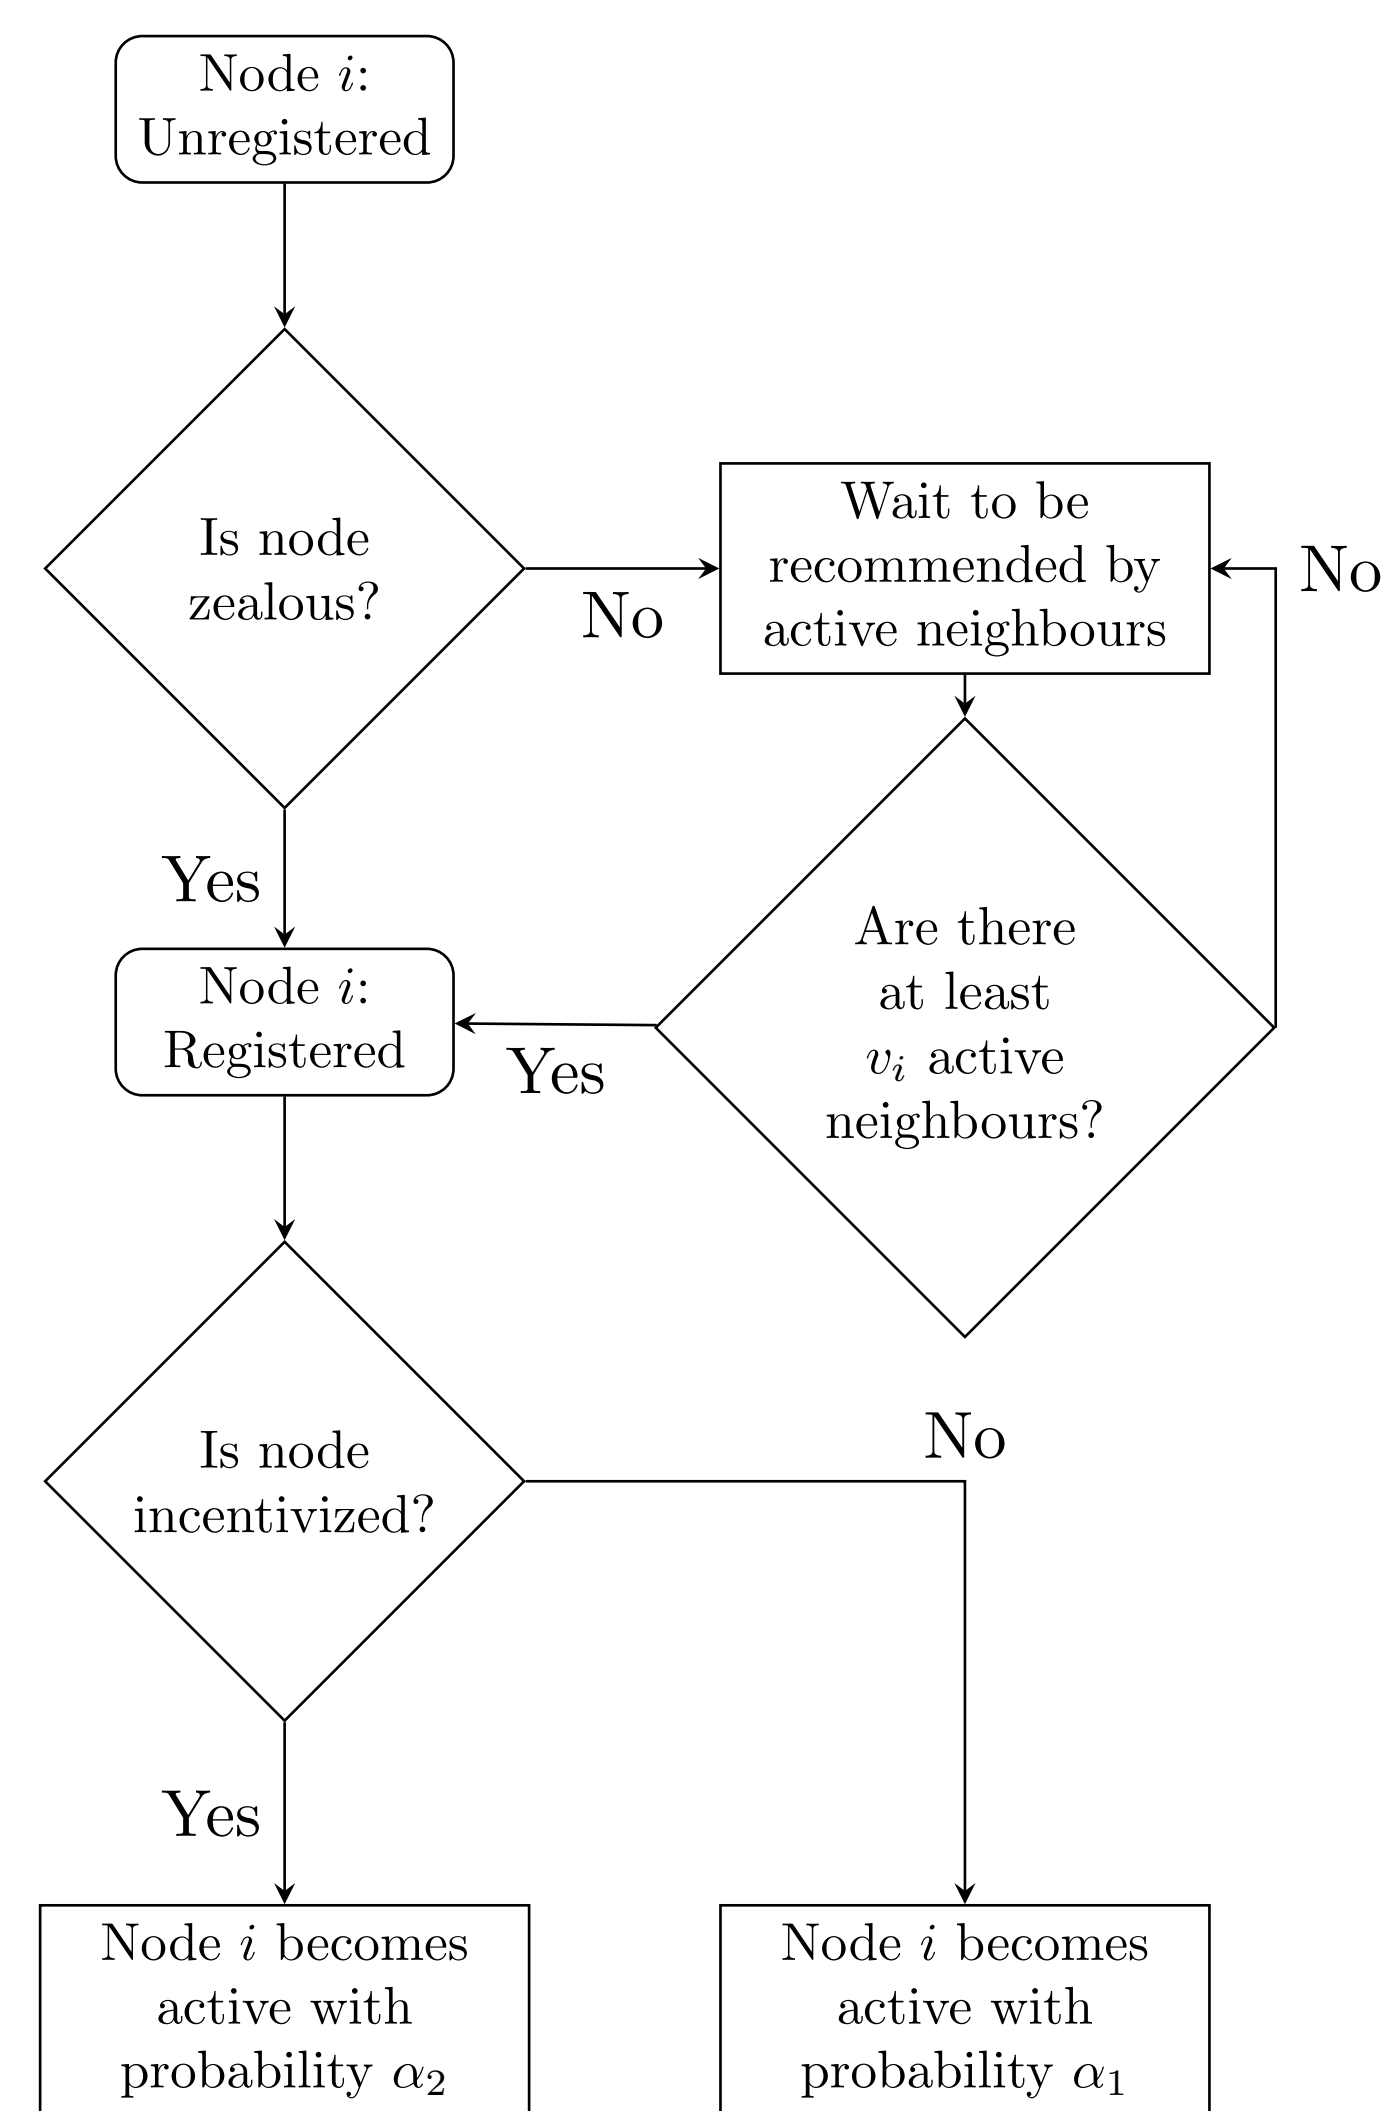 Node i:
Unregistered
Is node
zealous?
No
Wait to be
recommended by
active neighbours
No
Yes
Are there
at least
v_i active
neighbours?
Yes
Node i:
Registered
Is node
incentivized?
No
Yes
Node i becomes
active with
probability α₂
Node i becomes
active with
probability α₁